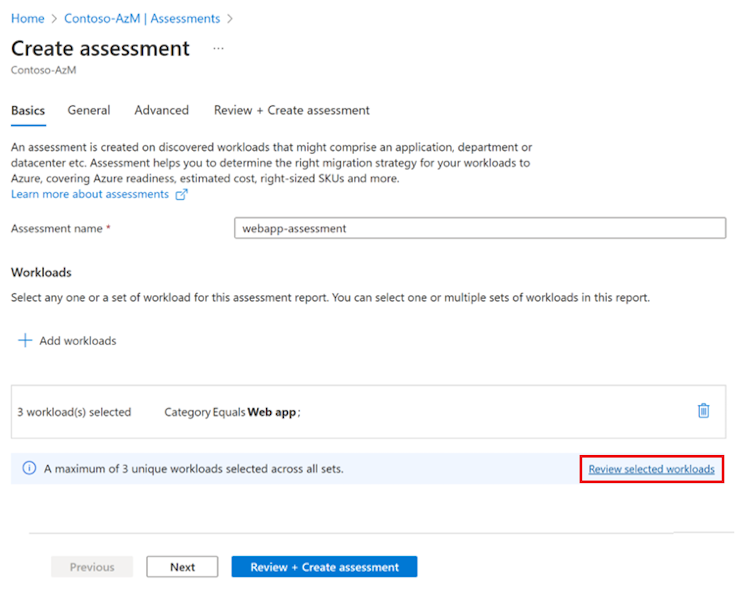 Home > Contoso-AzM | Assessments >
Create assessment ...
Contoso-AzM
Basics General Advanced Review + Create assessment
An assessment is created on discovered workloads that might comprise an application, department or
datacenter etc. Assessment helps you to determine the right migration strategy for your workloads to
Azure, covering Azure readiness, estimated cost, right-sized SKUs and more.
Learn more about assessments
Assessment name * webapp-assessment
Workloads
Select any one or a set of workload for this assessment report. You can select one or multiple sets of workloads in this report.
+ Add workloads
3 workload(s) selected Category Equals Web app;
A maximum of 3 unique workloads selected across all sets. Review selected workloads
Previous Next Review + Create assessment